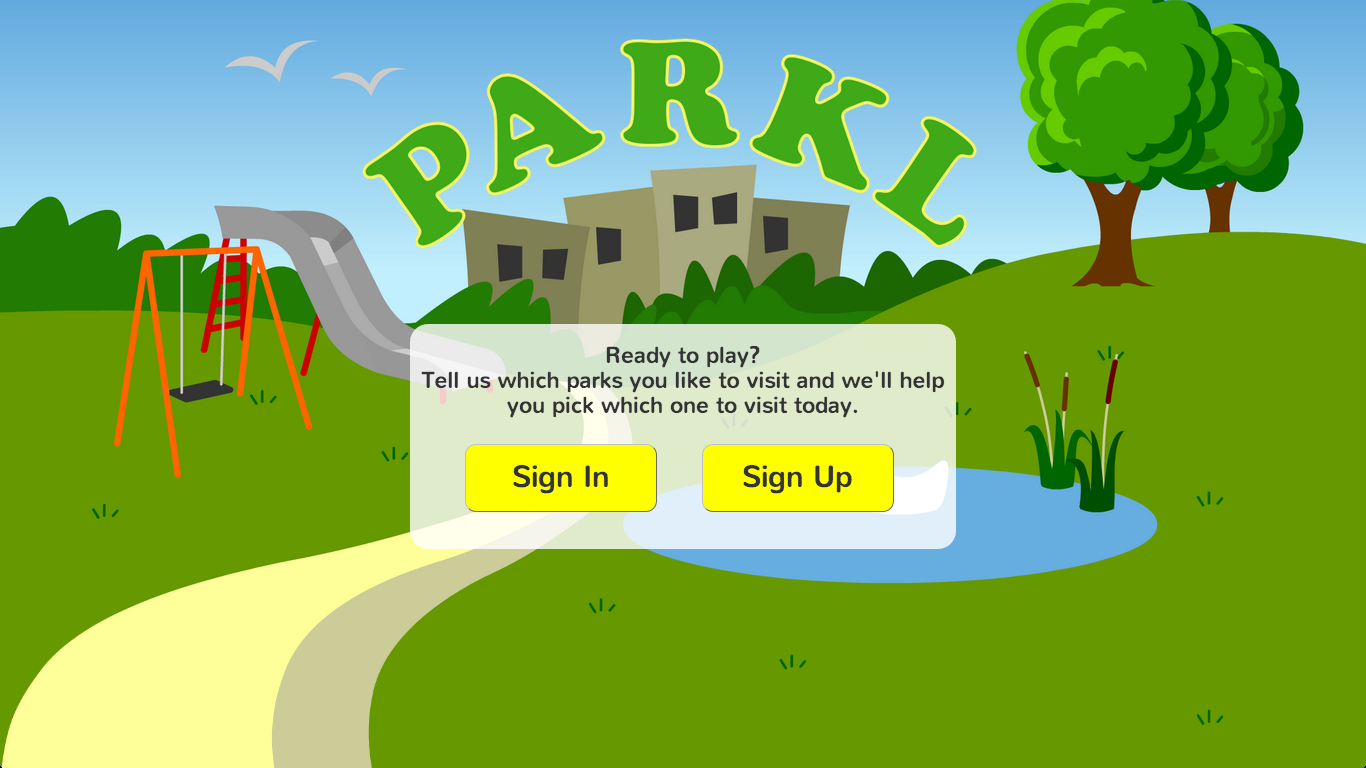 PARKL
Ready to play?
Tell us which parks you like to visit and we'll help
you pick which one to visit today.
Sign In
Sign Up